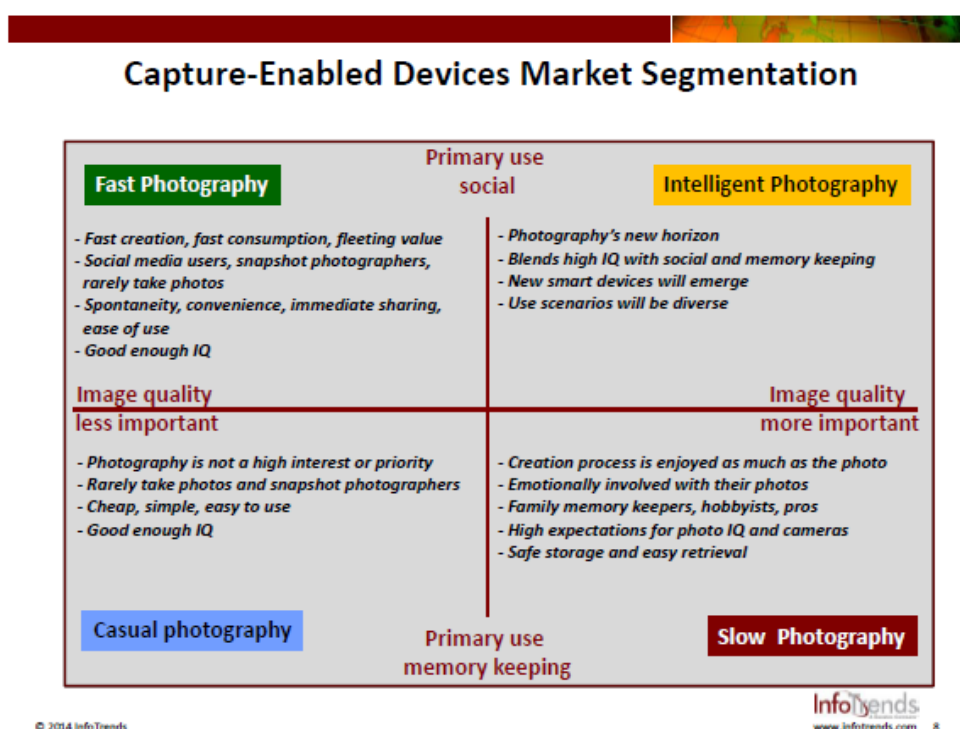 Capture-Enabled Devices Market Segmentation
Primary use
social
Fast Photography
Intelligent Photography
- Fast creation, fast consumption, fleeting value
- Social media users, snapshot photographers,
rarely take photos
- Spontaneity, convenience, immediate sharing,
ease of use
- Good enough IQ
- Photography's new horizon
- Blends high IQ with social and memory keeping
- New smart devices will emerge
- Use scenarios will be diverse
Image quality
less important
Image quality
more important
- Photography is not a high interest or priority
- Rarely take photos and snapshot photographers
- Cheap, simple, easy to use
- Good enough IQ
- Creation process is enjoyed as much as the photo
- Emotionally involved with their photos
- Family memory keepers, hobbyists, pros
- High expectations for photo IQ and cameras
- Safe storage and easy retrieval
Casual photography
Primary use
memory keeping
Slow Photography
InfoTrends
© 2014 InfoTrends
www.infotrends.com 8